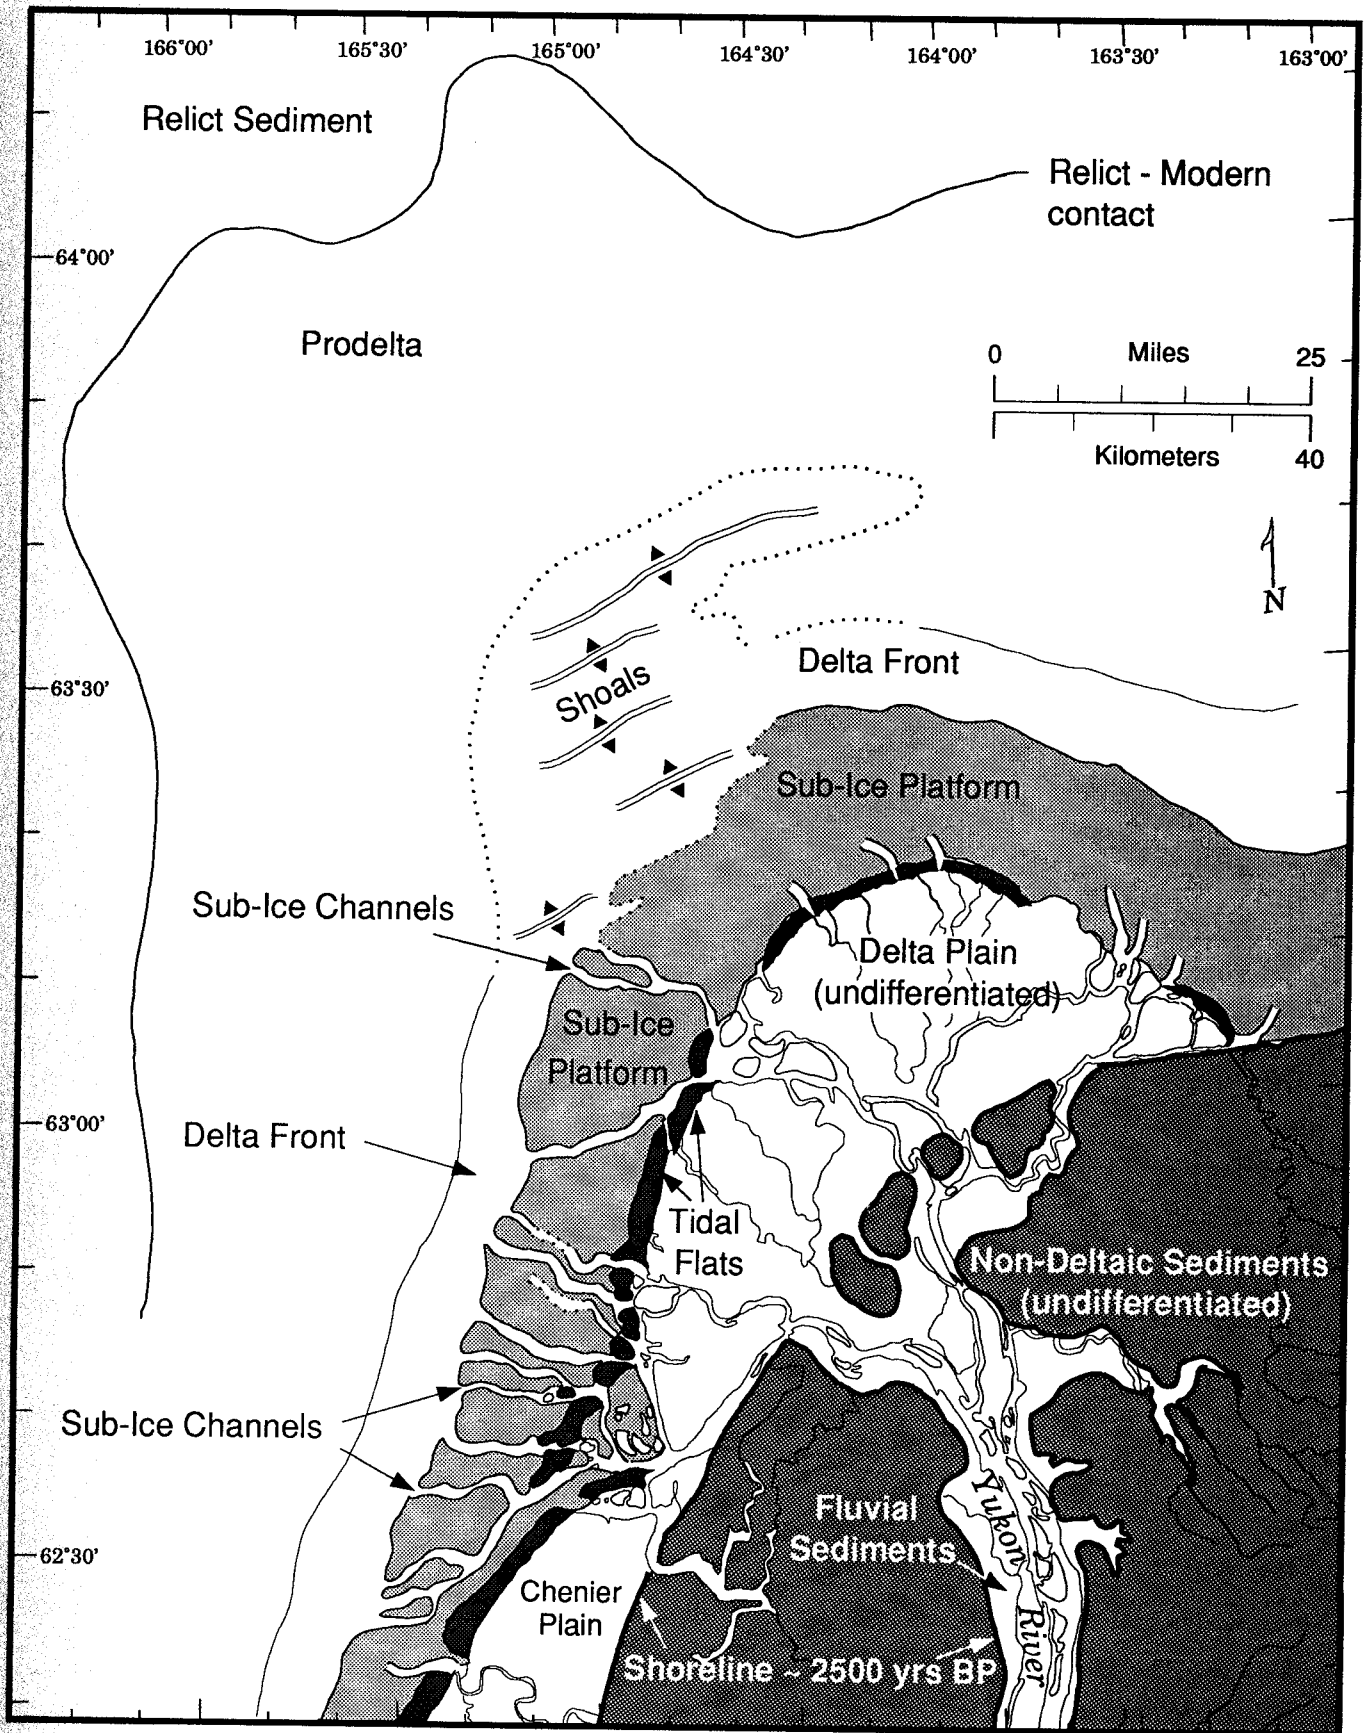 166°00' 165°30' 165°00' 164°30' 164°00' 163°30' 163°00'
Relict Sediment
Relict - Modern
contact
64°00'
Prodelta
0 Miles 25
Kilometers 40
N
Delta Front
63°30'
Shoals
Sub-Ice Platform
Sub-Ice Channels
Delta Plain
(undifferentiated)
Sub-Ice
Platform
63°00'
Delta Front
Tidal
Flats
Non-Deltaic Sediments
(undifferentiated)
Sub-Ice Channels
Fluvial
Sediments
Yukon
River
62°30'
Chenier
Plain
Shoreline ~ 2500 yrs BP